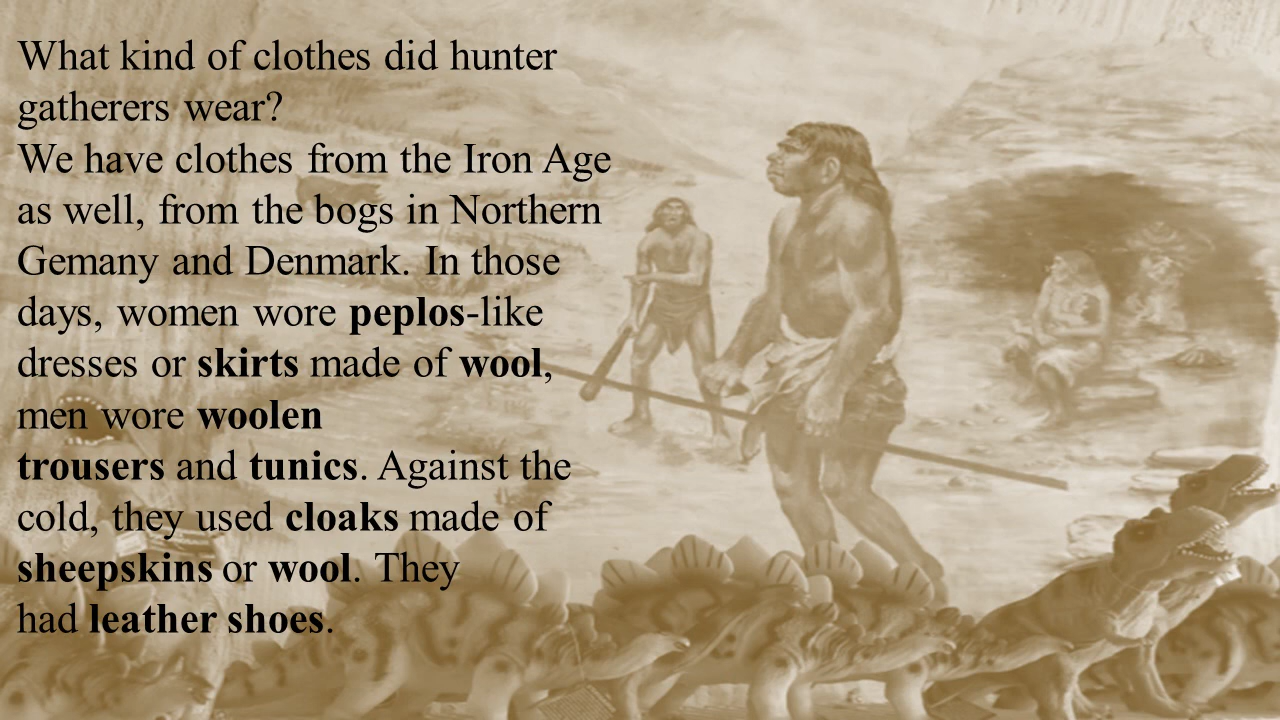 What kind of clothes did hunter
gatherers wear?
We have clothes from the Iron Age
as well, from the bogs in Northern
Gemany and Denmark. In those
days, women wore peplos-like
dresses or skirts made of wool,
men wore woolen
trousers and tunics. Against the
cold, they used cloaks made of
sheepskins or wool. They
had leather shoes.